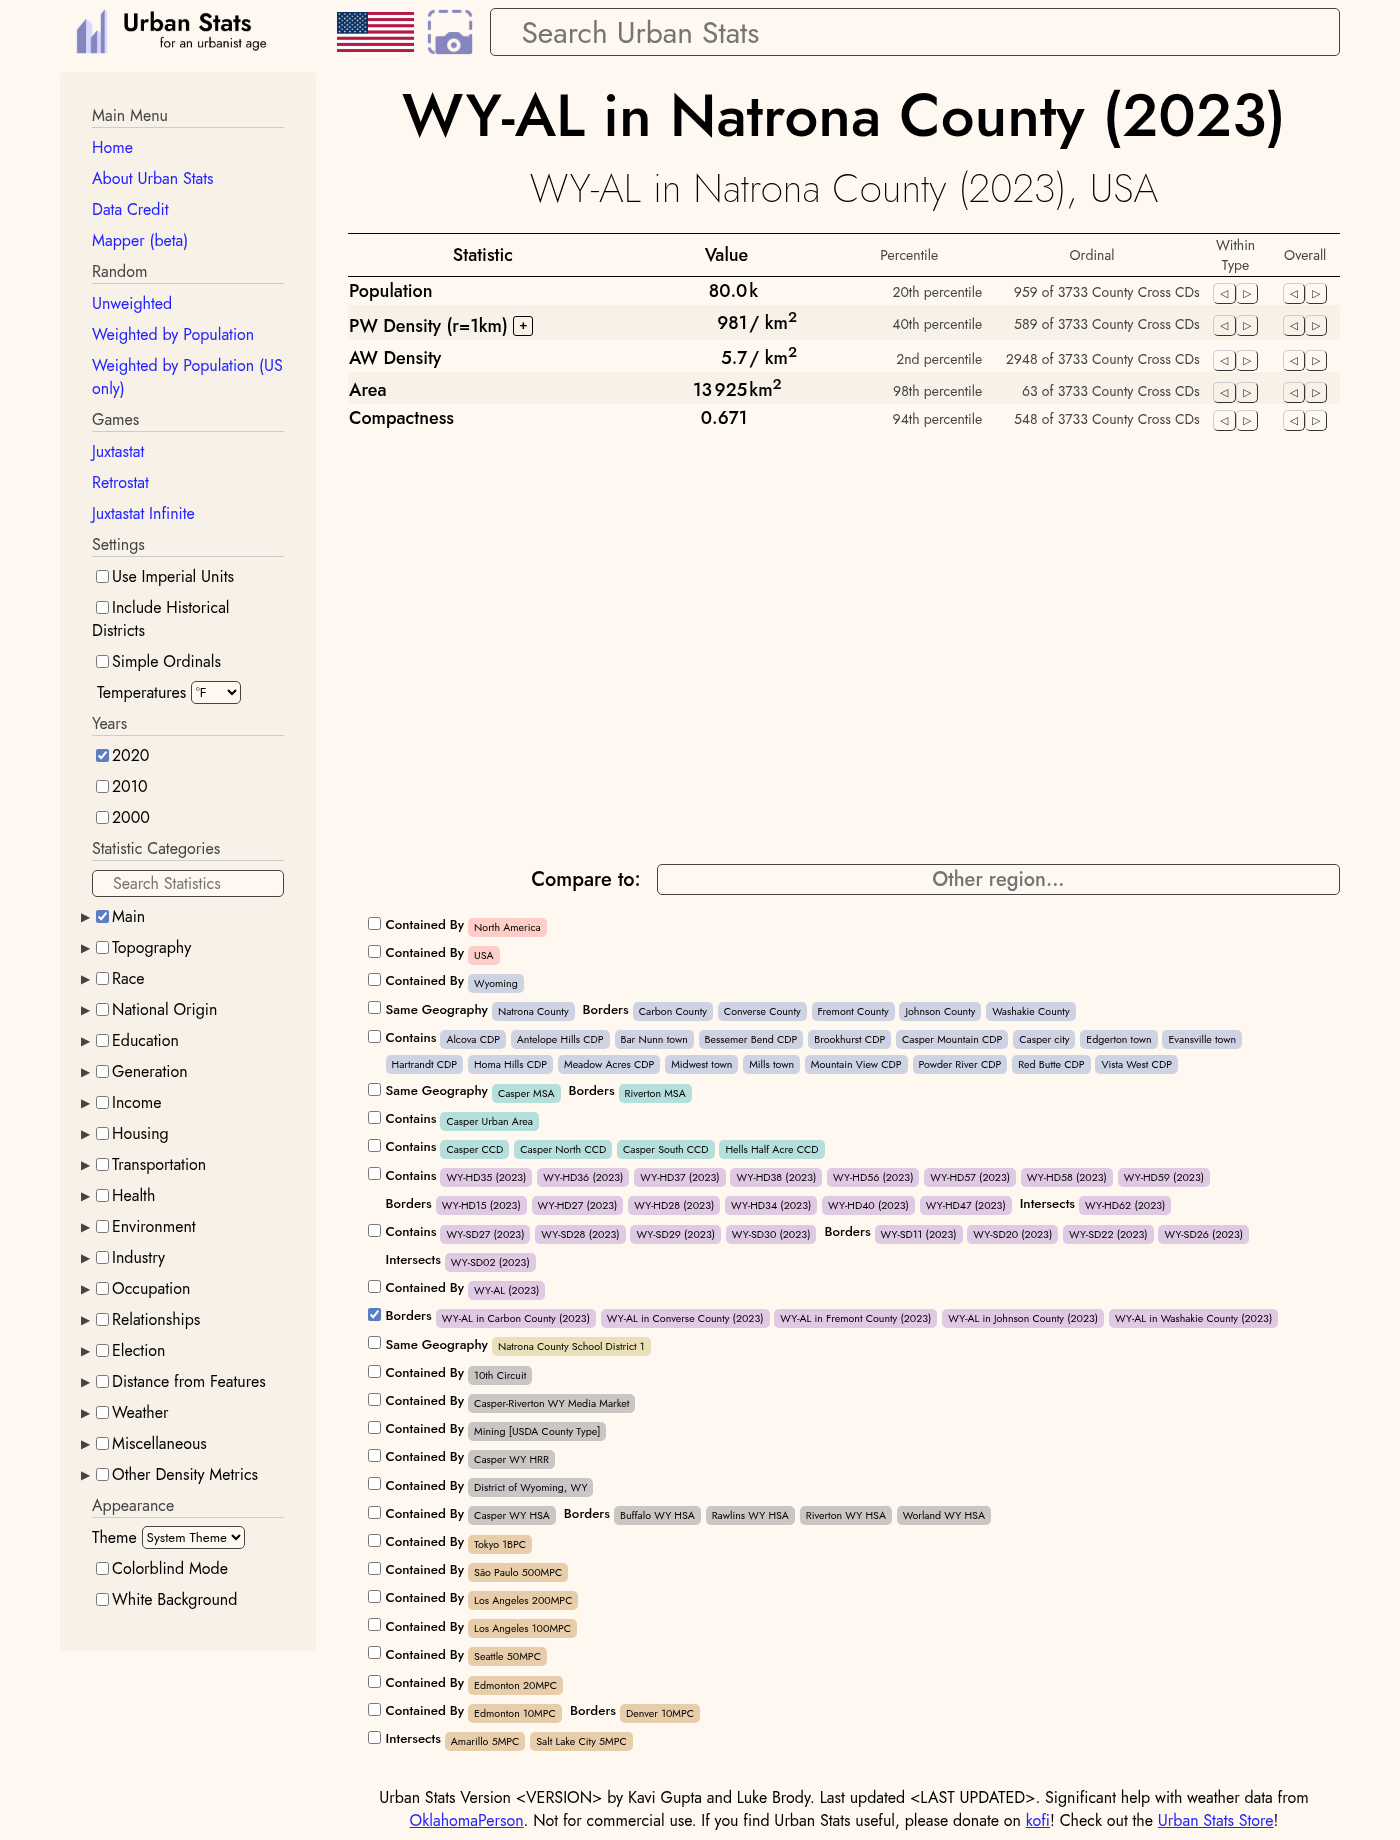 Urban Stats
for an urbanist age
Search Urban Stats
Main Menu
Home
About Urban Stats
Data Credit
Mapper (beta)
Random
Unweighted
Weighted by Population
Weighted by Population (US
only)
Games
Juxtastat
Retrostat
Juxtastat Infinite
Settings
Use Imperial Units
Include Historical
Districts
Simple Ordinals
Temperatures °F
Years
2020
2010
2000
Statistic Categories
Search Statistics
Main
Topography
Race
National Origin
Education
Generation
Income
Housing
Transportation
Health
Environment
Industry
Occupation
Relationships
Election
Distance from Features
Weather
Miscellaneous
Other Density Metrics
Appearance
Theme System Theme
Colorblind Mode
White Background
WY-AL in Natrona County (2023)
WY-AL in Natrona County (2023), USA
Statistic Value Percentile Ordinal Within Type Overall
Population 80.0 k 20th percentile 959 of 3733 County Cross CDs
PW Density (r=1km) + 981 / km² 40th percentile 589 of 3733 County Cross CDs
AW Density 5.7 / km² 2nd percentile 2948 of 3733 County Cross CDs
Area 13 925 km² 98th percentile 63 of 3733 County Cross CDs
Compactness 0.671 94th percentile 548 of 3733 County Cross CDs
Compare to: Other region...
Contained By North America
Contained By USA
Contained By Wyoming
Same Geography Natrona County Borders Carbon County Converse County Fremont County Johnson County Washakie County
Contains Alcova CDP Antelope Hills CDP Bar Nunn town Bessemer Bend CDP Brookhurst CDP Casper Mountain CDP Casper city Edgerton town Evansville town
Hartrandt CDP Homa Hills CDP Meadow Acres CDP Midwest town Mills town Mountain View CDP Powder River CDP Red Butte CDP Vista West CDP
Same Geography Casper MSA Borders Riverton MSA
Contains Casper Urban Area
Contains Casper CCD Casper North CCD Casper South CCD Hells Half Acre CCD
Contains WY-HD35 (2023) WY-HD36 (2023) WY-HD37 (2023) WY-HD38 (2023) WY-HD56 (2023) WY-HD57 (2023) WY-HD58 (2023) WY-HD59 (2023)
Borders WY-HD15 (2023) WY-HD27 (2023) WY-HD28 (2023) WY-HD34 (2023) WY-HD40 (2023) WY-HD47 (2023) Intersects WY-HD62 (2023)
Contains WY-SD27 (2023) WY-SD28 (2023) WY-SD29 (2023) WY-SD30 (2023) Borders WY-SD11 (2023) WY-SD20 (2023) WY-SD22 (2023) WY-SD26 (2023)
Intersects WY-SD02 (2023)
Contained By WY-AL (2023)
Borders WY-AL in Carbon County (2023) WY-AL in Converse County (2023) WY-AL in Fremont County (2023) WY-AL in Johnson County (2023) WY-AL in Washakie County (2023)
Same Geography Natrona County School District 1
Contained By 10th Circuit
Contained By Casper-Riverton WY Media Market
Contained By Mining [USDA County Type]
Contained By Casper WY HRR
Contained By District of Wyoming, WY
Contained By Casper WY HSA Borders Buffalo WY HSA Rawlins WY HSA Riverton WY HSA Worland WY HSA
Contained By Tokyo 1BPC
Contained By São Paulo 500MPC
Contained By Los Angeles 200MPC
Contained By Los Angeles 100MPC
Contained By Seattle 50MPC
Contained By Edmonton 20MPC
Contained By Edmonton 10MPC Borders Denver 10MPC
Intersects Amarillo 5MPC Salt Lake City 5MPC
Urban Stats Version <VERSION> by Kavi Gupta and Luke Brody. Last updated <LAST UPDATED>. Significant help with weather data from
OklahomaPerson. Not for commercial use. If you find Urban Stats useful, please donate on kofi! Check out the Urban Stats Store!